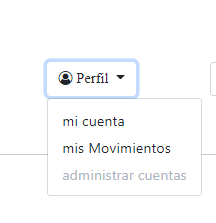 Perfil
mi cuenta
mis Movimientos
administrar cuentas